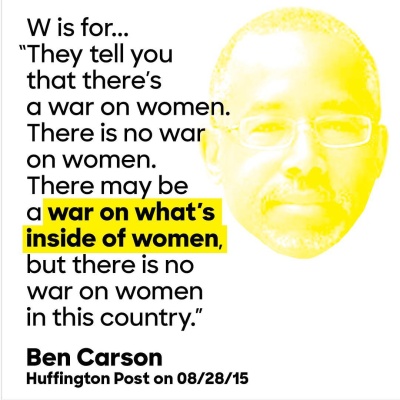 W is for...
"They tell you
that there's
a war on women.
There is no war
on women.
There may be
a war on what's
inside of women,
but there is no
war on women
in this country."
Ben Carson
Huffington Post on 08/28/15